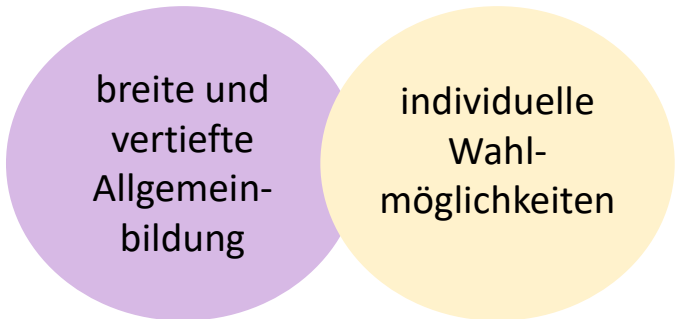 breite und
vertiefte
Allgemein-
bildung
individuelle
Wahl-
möglichkeiten